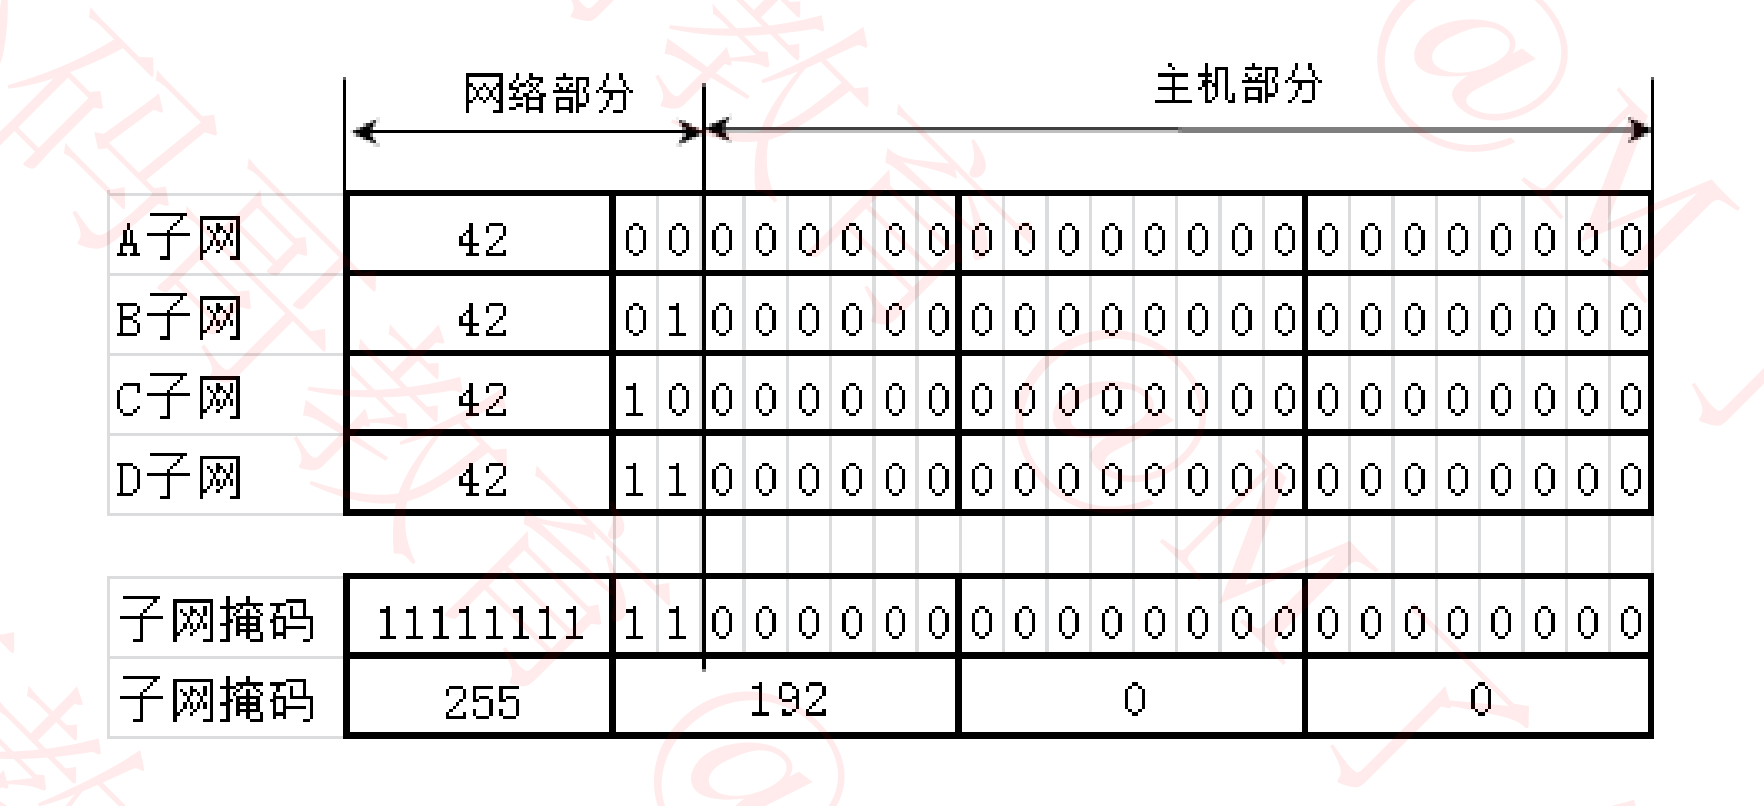 网络部分 主机部分
A子网 42 0 0 0 0 0 0 0 0 0 0 0 0 0 0 0 0 0 0 0 0 0 0 0 0
B子网 42 0 1 0 0 0 0 0 0 0 0 0 0 0 0 0 0 0 0 0 0 0 0 0 0
C子网 42 1 0 0 0 0 0 0 0 0 0 0 0 0 0 0 0 0 0 0 0 0 0 0 0
D子网 42 1 1 0 0 0 0 0 0 0 0 0 0 0 0 0 0 0 0 0 0 0 0 0 0
子网掩码 11111111 1 1 0 0 0 0 0 0 0 0 0 0 0 0 0 0 0 0 0 0 0 0 0 0
子网掩码 255 192 0 0